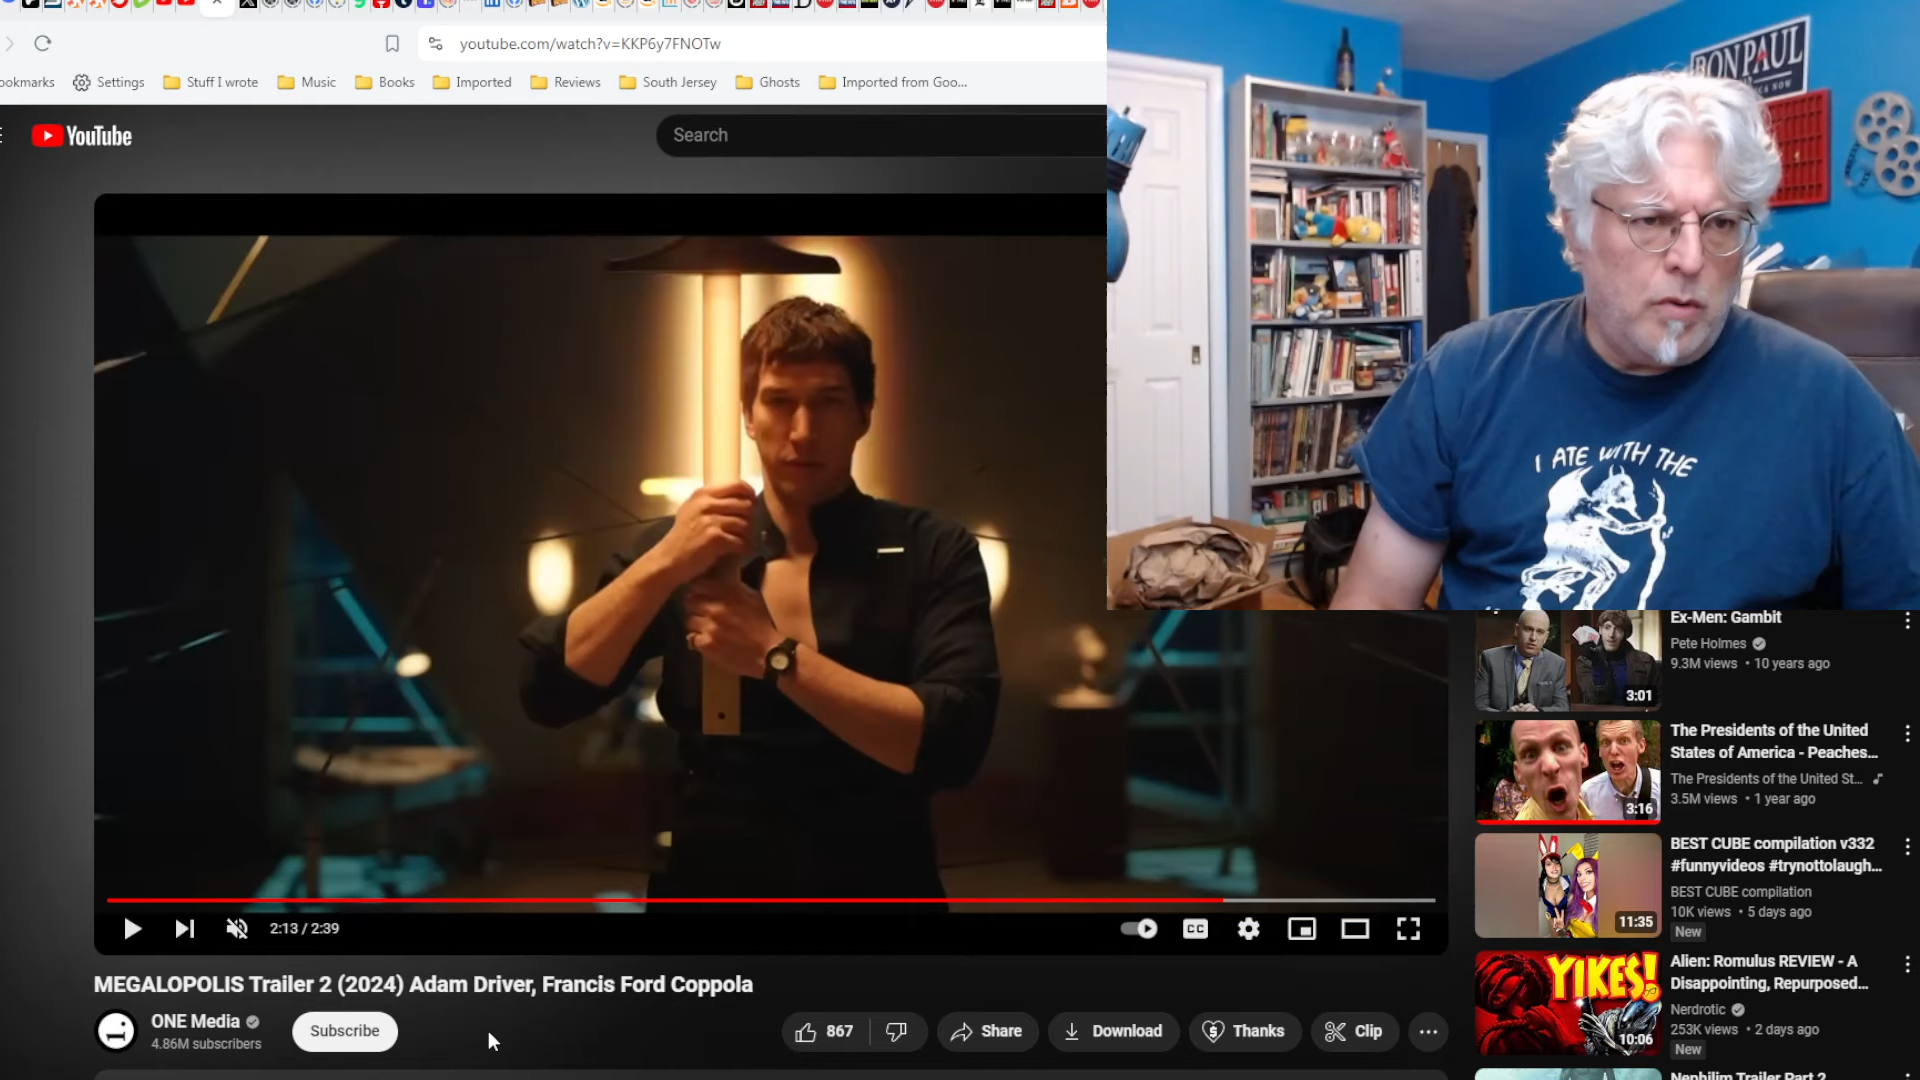 youtube.com/watch?v=KKP6y7FNOTw
ookmarks
Settings
Stuff I wrote
Music
Books
Imported
Reviews
South Jersey
Ghosts
Imported from Goo...
YouTube
Search
RON PAUL
I ATE WITH THE
2:13 / 2:39
CC
MEGALOPOLIS Trailer 2 (2024) Adam Driver, Francis Ford Coppola
ONE Media
4.86M subscribers
Subscribe
867
Share
Download
Thanks
Clip
Ex-Men: Gambit
Pete Holmes
9.3M views • 10 years ago
3:01
The Presidents of the United
States of America - Peaches...
The Presidents of the United St...
3.5M views • 1 year ago
3:16
BEST CUBE compilation v332
#funnyvideos #trynottolaugh...
BEST CUBE compilation
10K views • 5 days ago
New
11:35
Alien: Romulus REVIEW - A
Disappointing, Repurposed...
Nerdrotic
253K views • 2 days ago
New
YIKES!
10:06
Nephilim Trailer Part 2